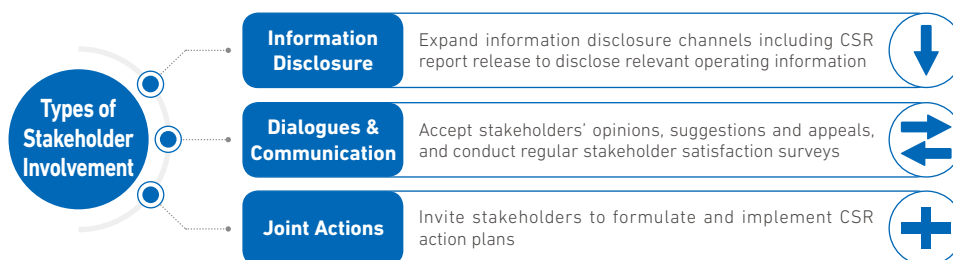 Types of
Stakeholder
Involvement
Information
Disclosure
Expand information disclosure channels including CSR
report release to disclose relevant operating information
Dialogues &
Communication
Accept stakeholders' opinions, suggestions and appeals,
and conduct regular stakeholder satisfaction surveys
Joint Actions
Invite stakeholders to formulate and implement CSR
action plans